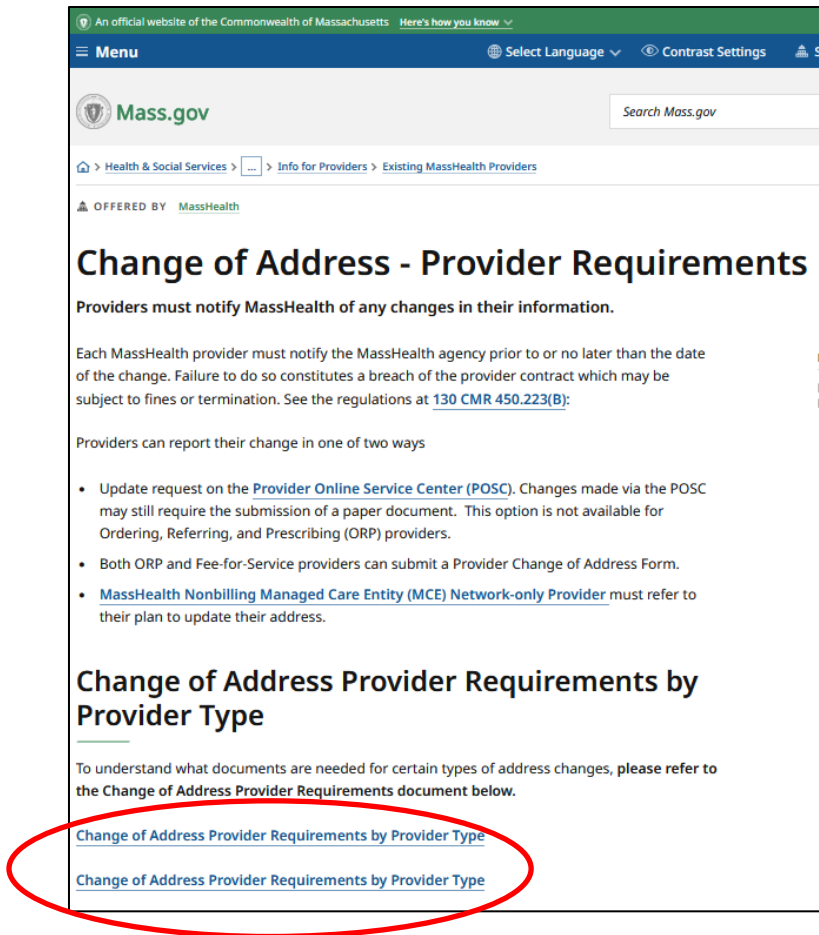 An official website of the Commonwealth of Massachusetts Here's how you know
Menu Select Language Contrast Settings S
Mass.gov Search Mass.gov
> Health & Social Services > ... > Info for Providers > Existing MassHealth Providers
OFFERED BY MassHealth
Change of Address - Provider Requirements
Providers must notify MassHealth of any changes in their information.
Each MassHealth provider must notify the MassHealth agency prior to or no later than the date
of the change. Failure to do so constitutes a breach of the provider contract which may be
subject to fines or termination. See the regulations at 130 CMR 450.223(B):
Providers can report their change in one of two ways
• Update request on the Provider Online Service Center (POSC). Changes made via the POSC
may still require the submission of a paper document. This option is not available for
Ordering, Referring, and Prescribing (ORP) providers.
• Both ORP and Fee-for-Service providers can submit a Provider Change of Address Form.
• MassHealth Nonbilling Managed Care Entity (MCE) Network-only Provider must refer to
their plan to update their address.
Change of Address Provider Requirements by
Provider Type
To understand what documents are needed for certain types of address changes, please refer to
the Change of Address Provider Requirements document below.
Change of Address Provider Requirements by Provider Type
Change of Address Provider Requirements by Provider Type